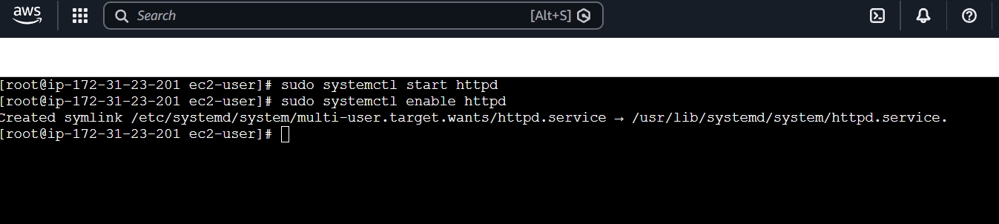 aws
Search [Alt+S]
[root@ip-172-31-23-201 ec2-user]# sudo systemctl start httpd
[root@ip-172-31-23-201 ec2-user]# sudo systemctl enable httpd
Created symlink /etc/systemd/system/multi-user.target.wants/httpd.service → /usr/lib/systemd/system/httpd.service.
[root@ip-172-31-23-201 ec2-user]#